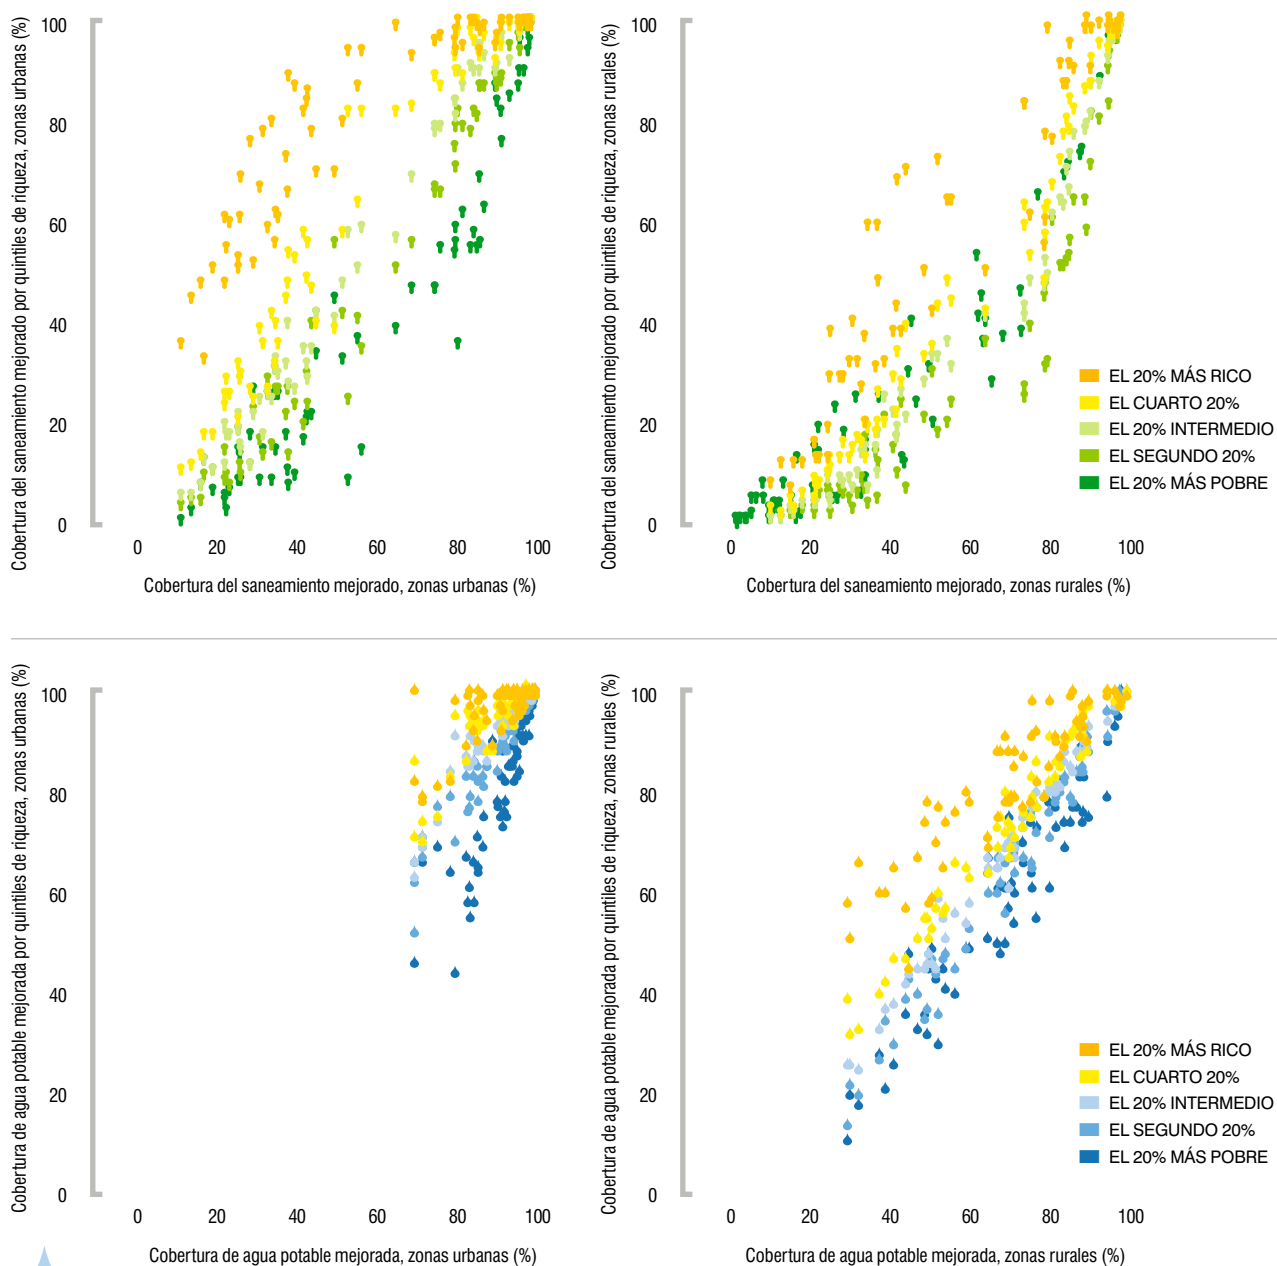 Cobertura del saneamiento mejorado por quintiles de riqueza, zonas urbanas (%)
100
80
60
40
20
0
0 20 40 60 80 100
Cobertura del saneamiento mejorado, zonas urbanas (%)
Cobertura del saneamiento mejorado por quintiles de riqueza, zonas rurales (%)
100
80
60
40
20
0
0 20 40 60 80 100
Cobertura del saneamiento mejorado, zonas rurales (%)
EL 20% MÁS RICO
EL CUARTO 20%
EL 20% INTERMEDIO
EL SEGUNDO 20%
EL 20% MÁS POBRE
Cobertura de agua potable mejorada por quintiles de riqueza, zonas urbanas (%)
100
80
60
40
20
0
0 20 40 60 80 100
Cobertura de agua potable mejorada, zonas urbanas (%)
Cobertura de agua potable mejorada por quintiles de riqueza, zonas rurales (%)
100
80
60
40
20
0
0 20 40 60 80 100
Cobertura de agua potable mejorada, zonas rurales (%)
EL 20% MÁS RICO
EL CUARTO 20%
EL 20% INTERMEDIO
EL SEGUNDO 20%
EL 20% MÁS POBRE